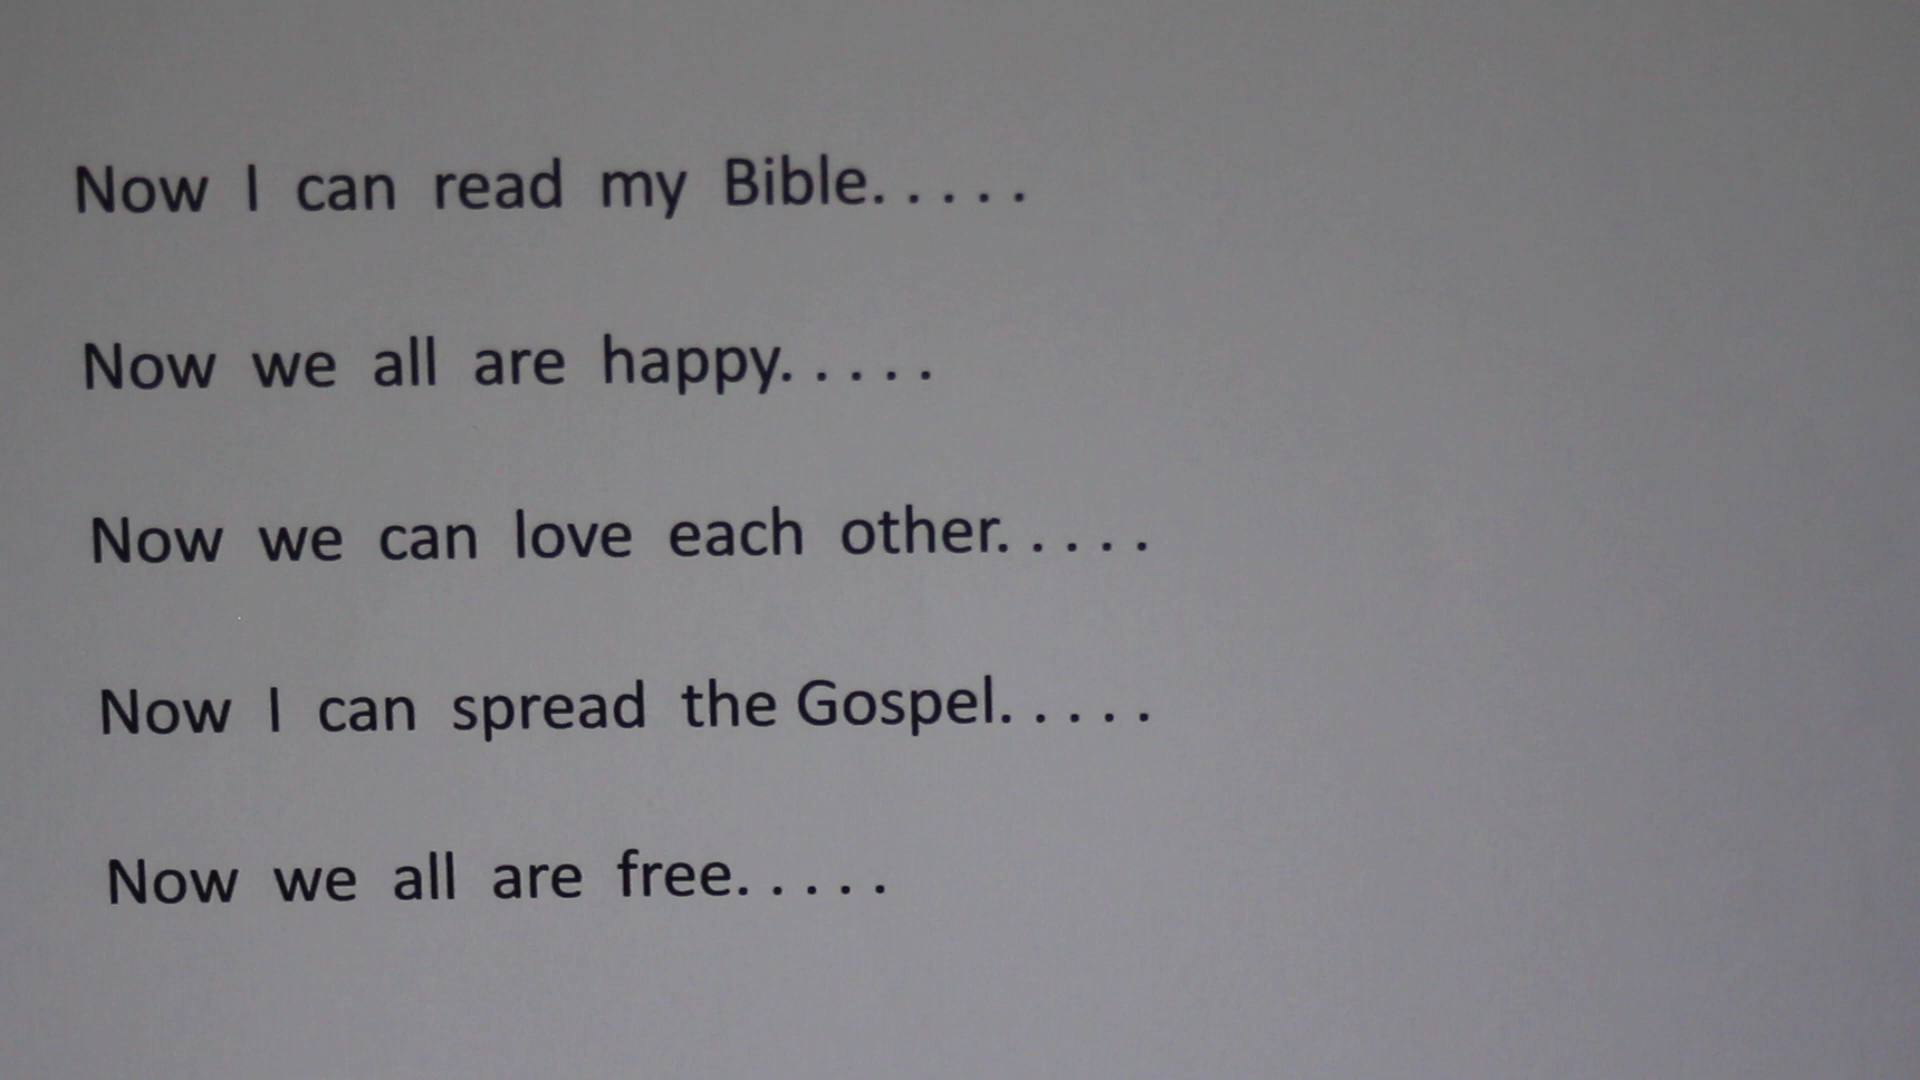 Now I can read my Bible. . . . .
Now we all are happy. . . . .
Now we can love each other. . . . .
Now I can spread the Gospel. . . . .
Now we all are free. . . . .